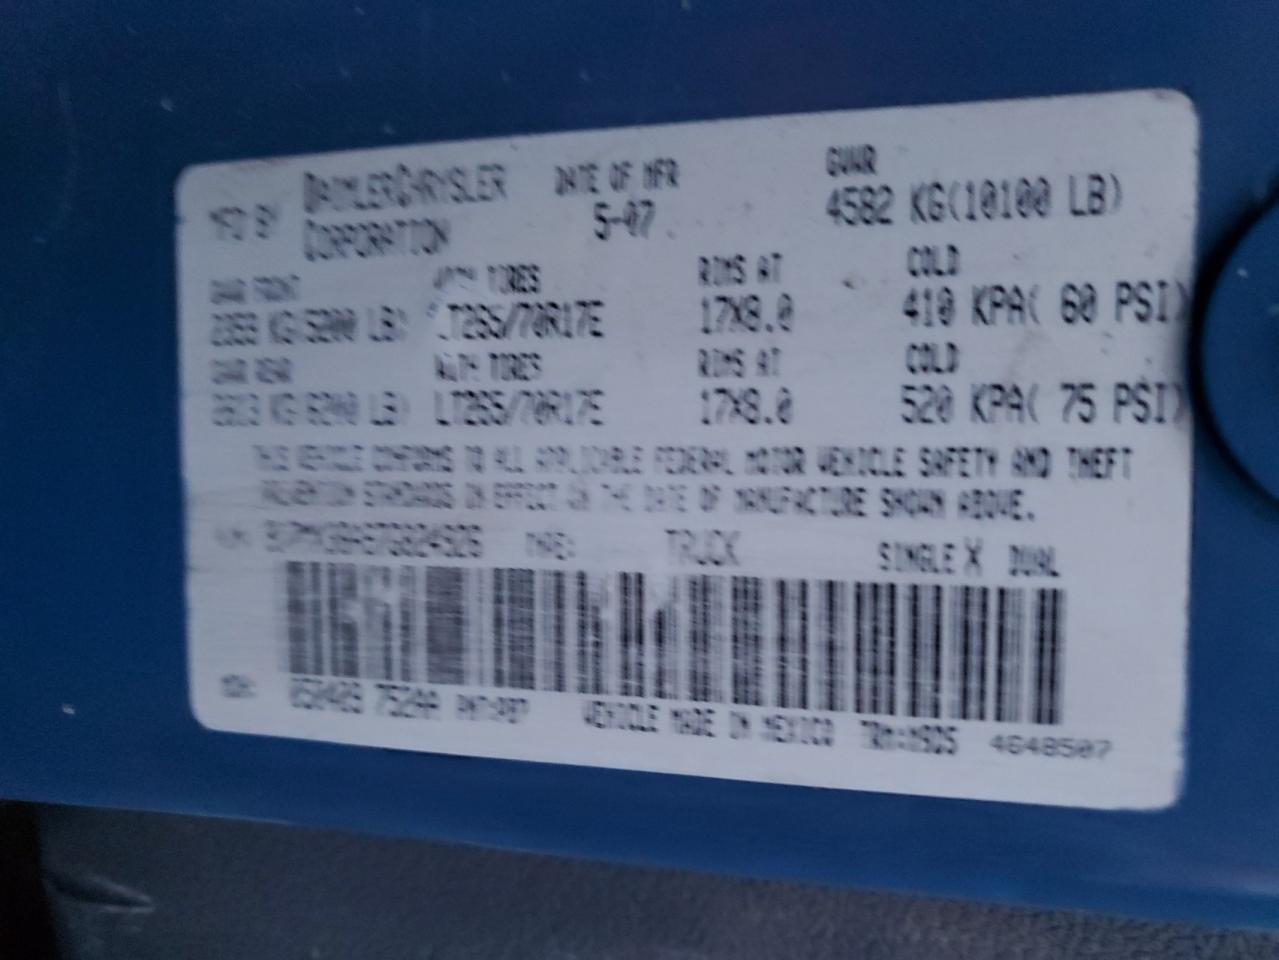 MFD BY DAIMLERCHRYSLER CORPORATION DATE OF MFR 5-07 GVWR 4582 KG(10100 LB)
GAWR FRONT WITH TIRES RIMS AT COLD
2359 KG(5200 LB) LT265/70R17E 17X8.0 410 KPA( 60 PSI)
GAWR REAR WITH TIRES RIMS AT COLD
KG LB) LT265/70R17E 17X8.0 520 KPA( 75 PSI)
THIS VEHICLE CONFORMS TO ALL APPLICABLE FEDERAL MOTOR VEHICLE SAFETY AND THEFT
PREVENTION STANDARDS IN EFFECT ON THE DATE OF MANUFACTURE SHOWN ABOVE.
VIN: TYPE: TRUCK SINGLE X DUAL
MDH: 752AA VEHICLE MADE IN MEXICO 4648507